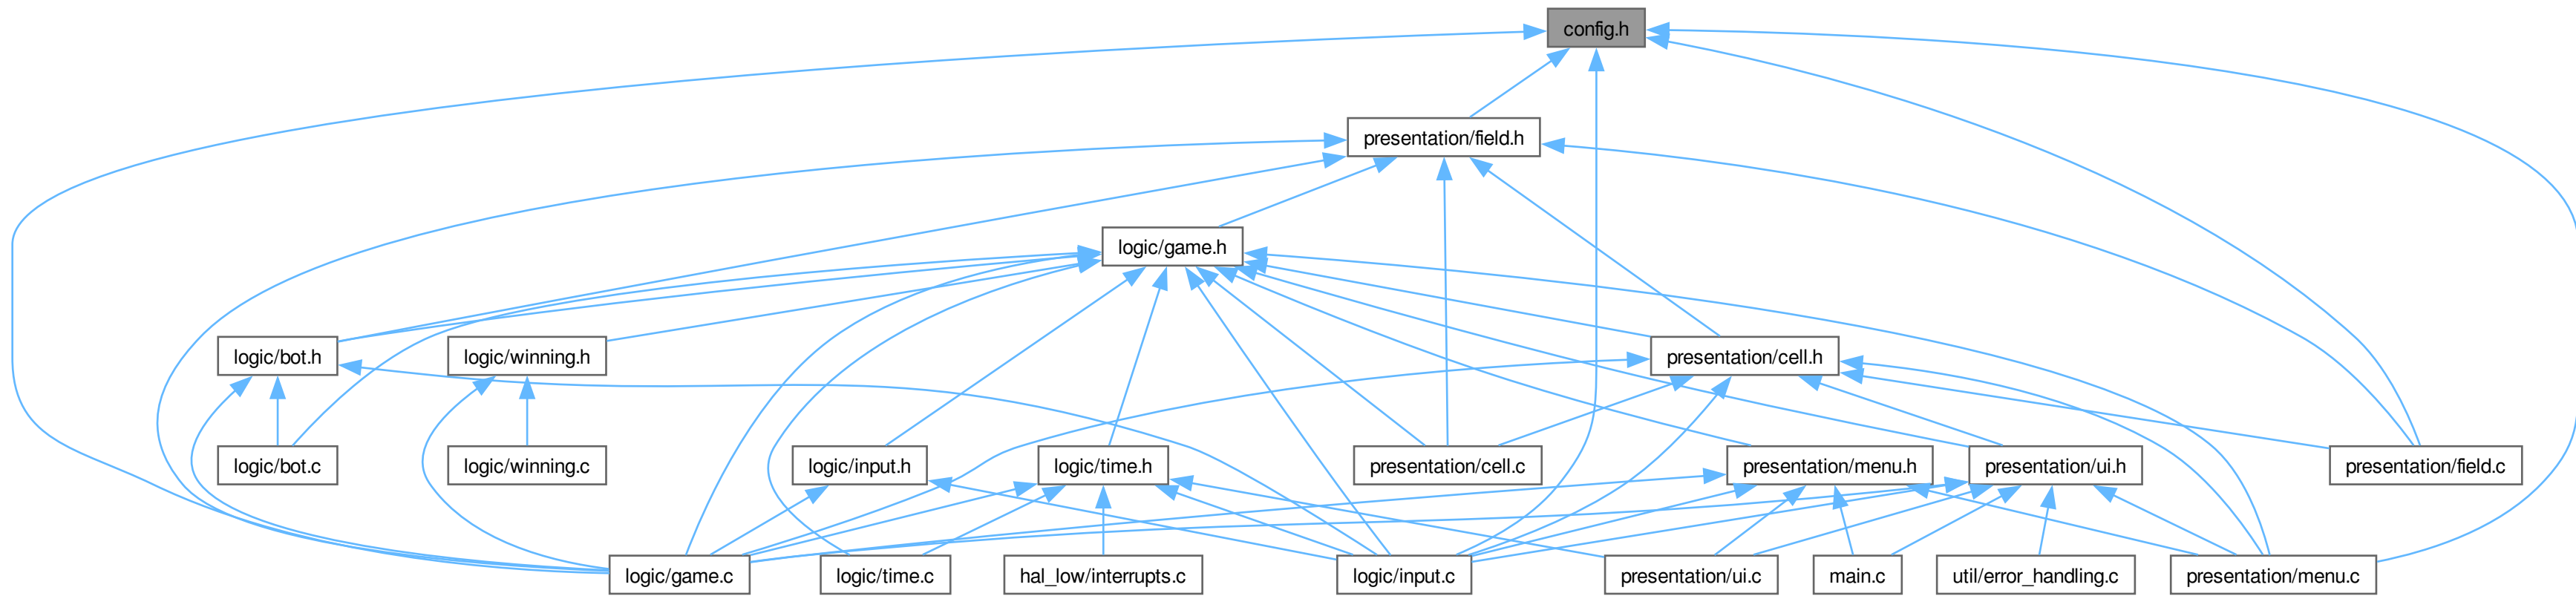 config.h
presentation/field.h
logic/game.h
logic/bot.h
logic/winning.h
presentation/cell.h
logic/bot.c
logic/winning.c
logic/input.h
logic/time.h
presentation/cell.c
presentation/menu.h
presentation/ui.h
presentation/field.c
logic/game.c
logic/time.c
hal_low/interrupts.c
logic/input.c
presentation/ui.c
main.c
util/error_handling.c
presentation/menu.c